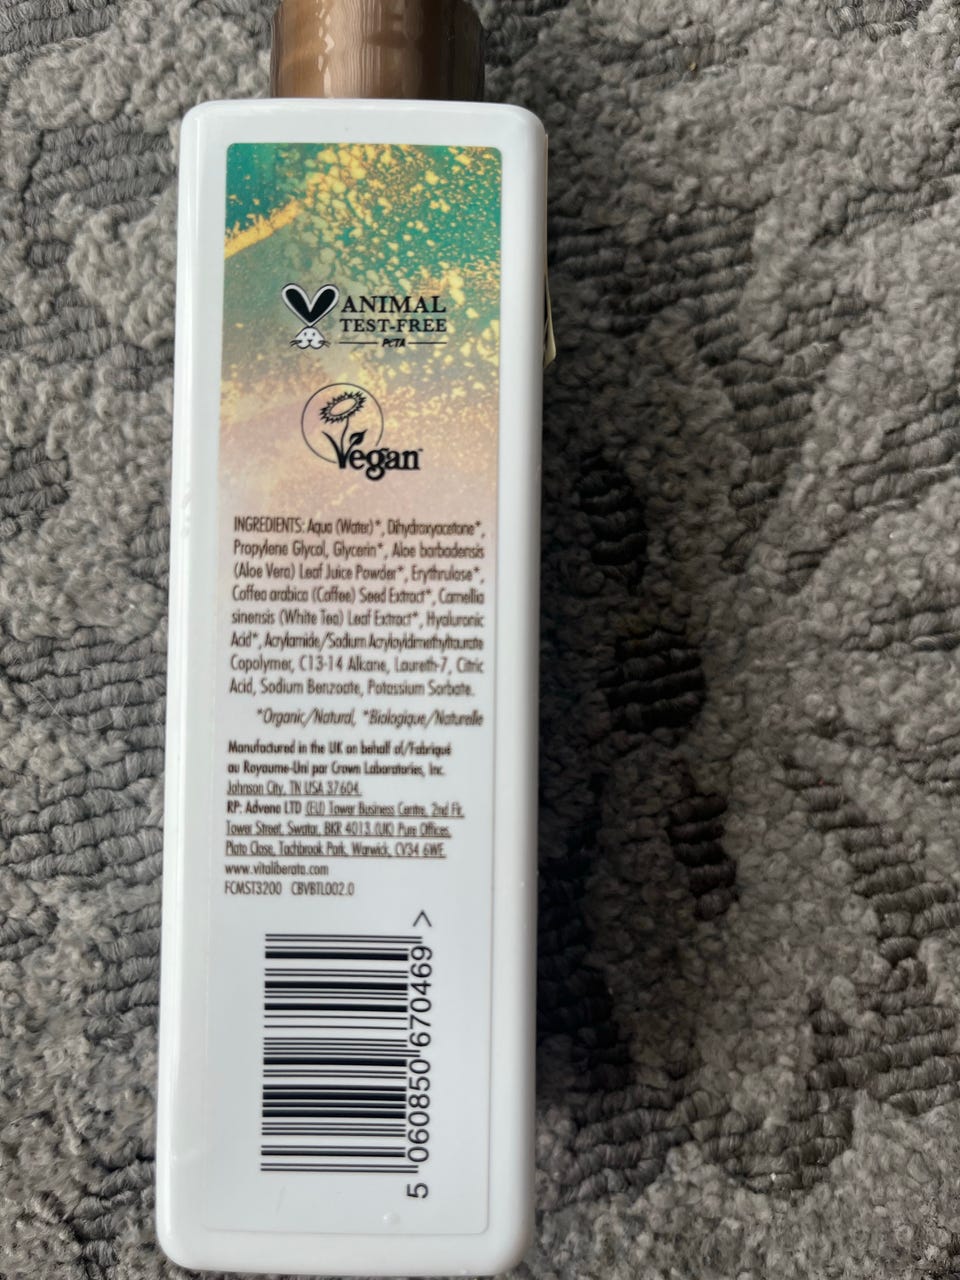 ANIMAL
TEST-FREE
PETA
Vegan
INGREDIENTS: Aqua (Water)*, Dihydroxyacetone*,
Propylene Glycol, Glycerin*, Aloe barbadensis
(Aloe Vera) Leaf Juice Powder*, Erythrulose*,
Coffea arabica (Coffee) Seed Extract*, Camellia
sinensis (White Tea) Leaf Extract*, Hyaluronic
Acid*, Acrylamide/Sodium Acryloyldimethyltaurate
Copolymer, C13-14 Alkane, Laureth-7, Citric
Acid, Sodium Benzoate, Potassium Sorbate.
*Organic/Natural, *Biologique/Naturelle
Manufactured in the UK on behalf of/Fabriqué
au Royaume-Uni par Crown Laboratories, Inc.
Johnson City, TN USA 37604.
RP: Advena LTD (EU) Tower Business Centre, 2nd Flr,
Tower Street, Swatar, BKR 4013 (UK) Pure Offices,
Plato Close, Tachbrook Park, Warwick, CV34 6WE.
www.vitaliberata.com
FCMST3200 CBVBTL002.0
5 060850 670469 >